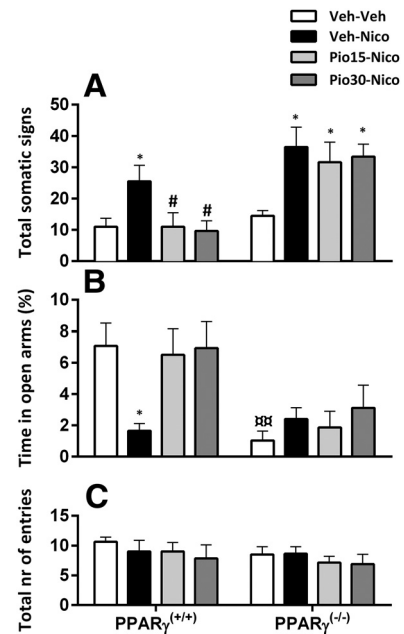 Veh-Veh
Veh-Nico
Pio15-Nico
Pio30-Nico
A
Total somatic signs
50
40
30
20
10
0
*
#
#
*
*
*
B
Time in open arms (%)
8
6
4
2
0
*
¤¤
C
Total nr of entries
15
10
5
0
PPARγ(+/+)
PPARγ(-/-)